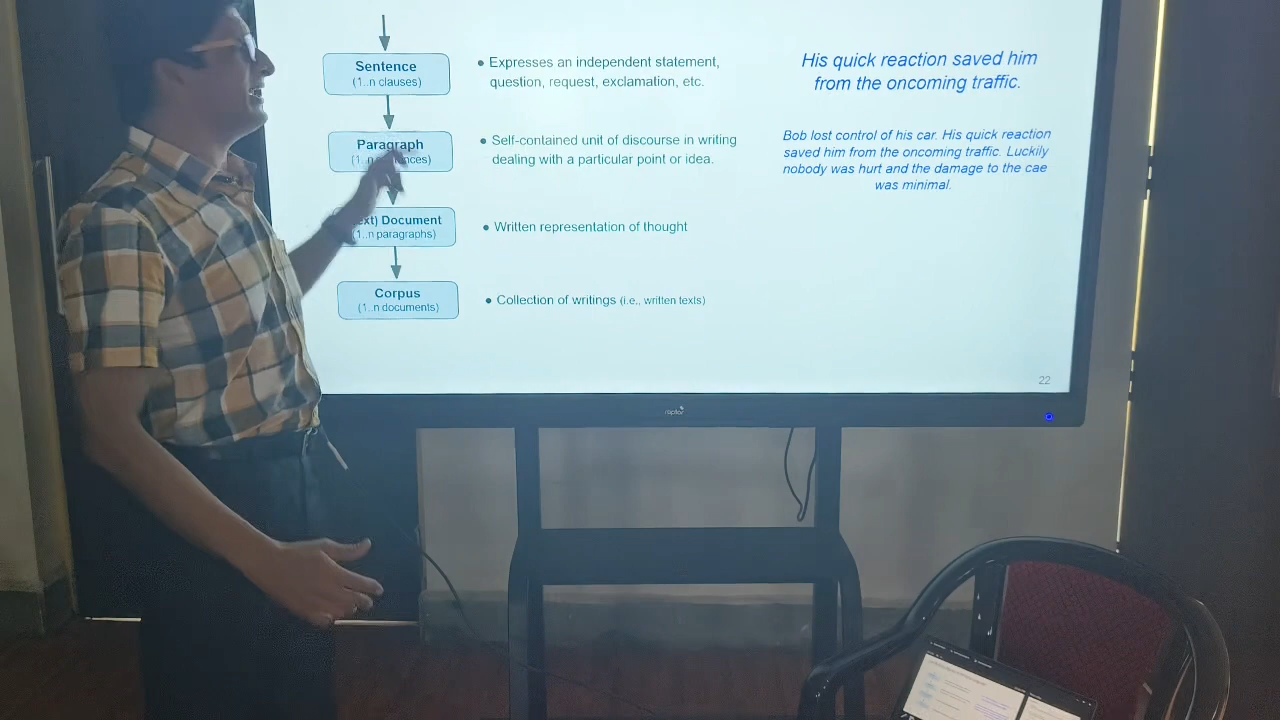 Sentence
(1..n clauses)
• Expresses an independent statement,
question, request, exclamation, etc.
His quick reaction saved him
from the oncoming traffic.
Paragraph
(1..n
• Self-contained unit of discourse in writing
dealing with a particular point or idea.
Bob lost control of his car. His quick reaction
saved him from the oncoming traffic. Luckily
nobody was hurt and the damage to the cae
was minimal.
Document
(1..n paragraphs)
• Written representation of thought
Corpus
(1..n documents)
• Collection of writings (i.e., written texts)
22